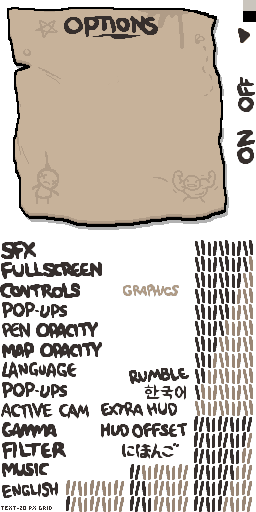 OPTIONS
OFF
ON
SFX
FULLSCREEN
CONTROLS GRAPHICS
POP-UPS
PEN OPACITY
MAP OPACITY
LANGUAGE RUMBLE
POP-UPS 한국어
ACTIVE CAM EXTRA HUD
GAMMA HUD OFFSET
FILTER にほんご
MUSIC
ENGLISH
TEXT-20 PX GRID